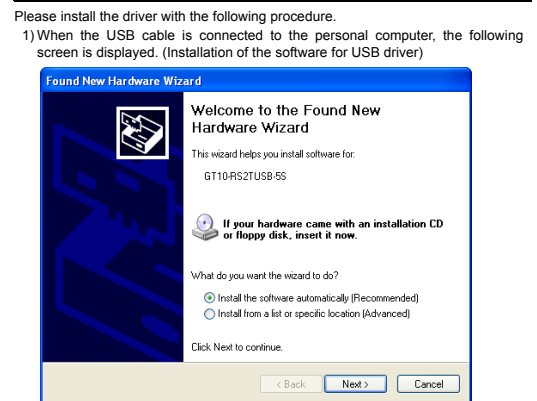 Please install the driver with the following procedure.
1) When the USB cable is connected to the personal computer, the following
screen is displayed. (Installation of the software for USB driver)
Found New Hardware Wizard
Welcome to the Found New
Hardware Wizard
This wizard helps you install software for:
GT10-RS2TUSB-5S
If your hardware came with an installation CD
or floppy disk, insert it now.
What do you want the wizard to do?
Install the software automatically (Recommended)
Install from a list or specific location (Advanced)
Click Next to continue.
< Back
Next >
Cancel